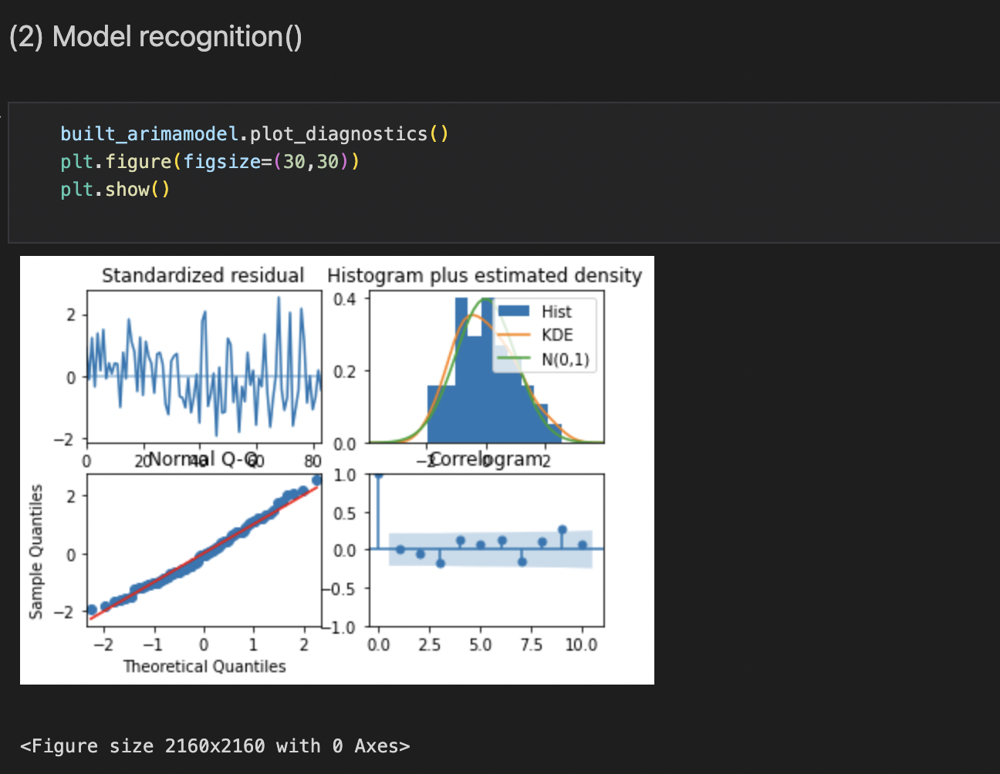 (2) Model recognition()
built_arimamodel.plot_diagnostics()
plt.figure(figsize=(30,30))
plt.show()
Standardized residual
2
0
−2
0 20 40 60 80
Histogram plus estimated density
0.4
0.2
0.0
−2 0 2
Hist
KDE
N(0,1)
Normal Q-Q
Sample Quantiles
2
0
−2
−2 −1 0 1 2
Theoretical Quantiles
Correlogram
1.0
0.5
0.0
−0.5
−1.0
0.0 2.5 5.0 7.5 10.0
<Figure size 2160x2160 with 0 Axes>